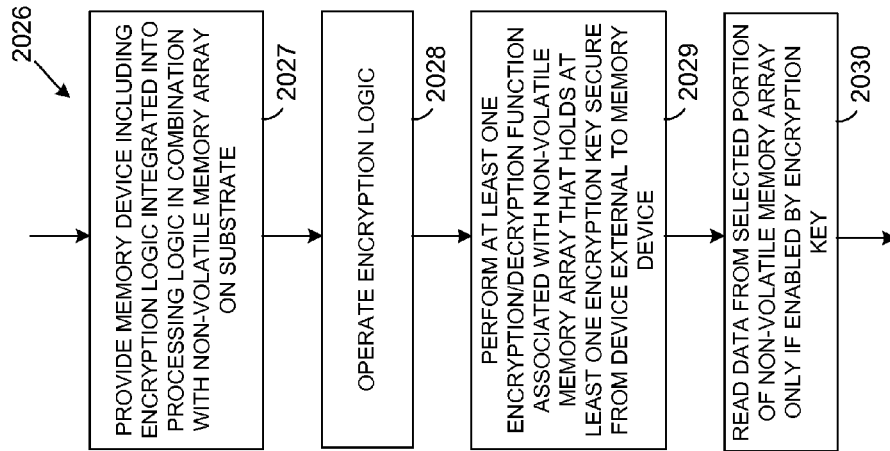 2026
PROVIDE MEMORY DEVICE INCLUDING
ENCRYPTION LOGIC INTEGRATED INTO
PROCESSING LOGIC IN COMBINATION
WITH NON-VOLATILE MEMORY ARRAY
ON SUBSTRATE
2027
OPERATE ENCRYPTION LOGIC
2028
PERFORM AT LEAST ONE
ENCRYPTION/DECRYPTION FUNCTION
ASSOCIATED WITH NON-VOLATILE
MEMORY ARRAY THAT HOLDS AT
LEAST ONE ENCRYPTION KEY SECURE
FROM DEVICE EXTERNAL TO MEMORY
DEVICE
2029
READ DATA FROM SELECTED PORTION
OF NON-VOLATILE MEMORY ARRAY
ONLY IF ENABLED BY ENCRYPTION
KEY
2030